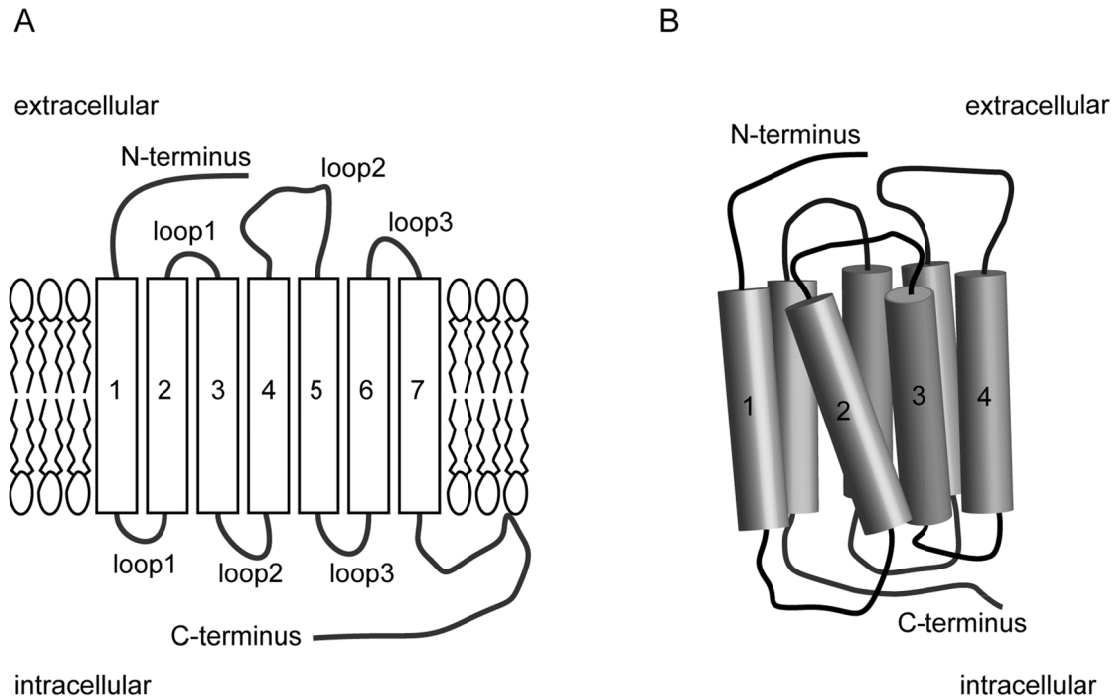 A
extracellular
N-terminus
loop2
loop1
loop3
1 2 3 4 5 6 7
loop1
loop2
loop3
C-terminus
intracellular
B
extracellular
N-terminus
1 2 3 4
C-terminus
intracellular